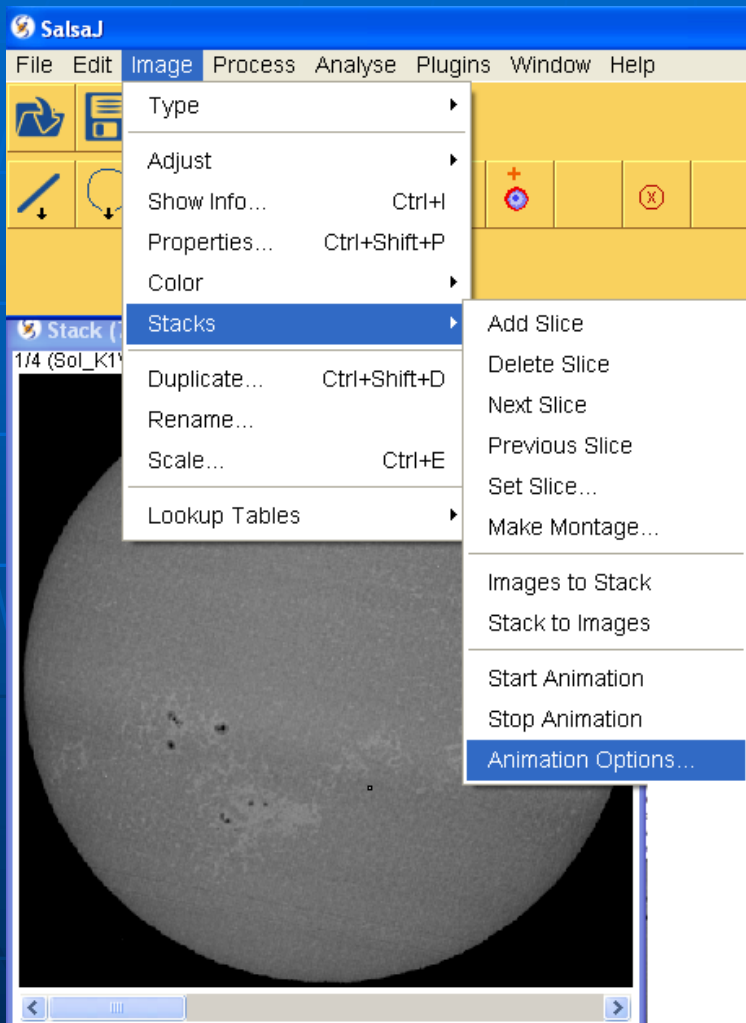 SalsaJ
File Edit Image Process Analyse Plugins Window Help
Type
Adjust
Show Info... Ctrl+I
Properties... Ctrl+Shift+P
Color
Stacks
Duplicate... Ctrl+Shift+D
Rename...
Scale... Ctrl+E
Lookup Tables
Add Slice
Delete Slice
Next Slice
Previous Slice
Set Slice...
Make Montage...
Images to Stack
Stack to Images
Start Animation
Stop Animation
Animation Options...
Stack (
1/4 (Sol_K1